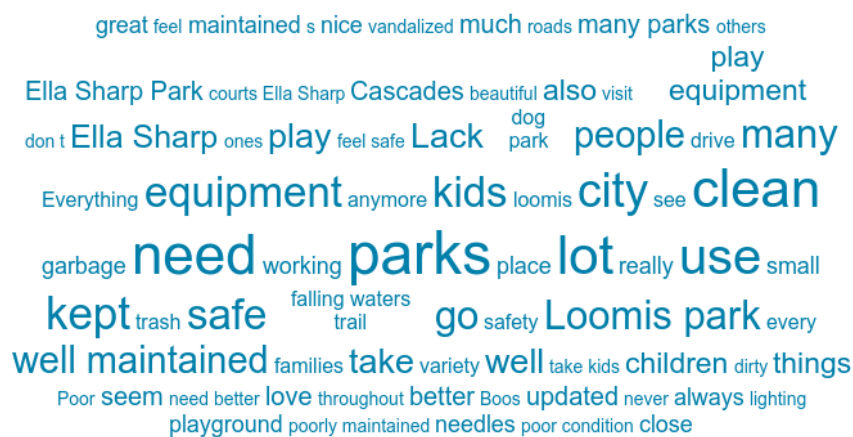 great feel maintained s nice vandalized much roads many parks others
play
Ella Sharp Park courts Ella Sharp Cascades beautiful also visit equipment
dog
don t Ella Sharp ones play feel safe Lack park people drive many
Everything equipment anymore kids loomis city see clean
garbage need working parks place lot really use small
falling waters
kept trash safe trail go safety Loomis park every
well maintained families take variety well take kids children dirty things
Poor seem need better love throughout better Boos updated never always lighting
playground poorly maintained needles poor condition close